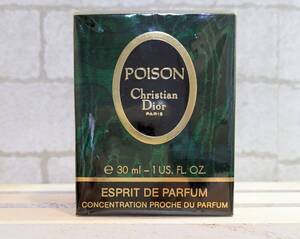 POISON
Christian
Dior
PARIS
℮ 30 ml - 1 US. FL. OZ.
ESPRIT DE PARFUM
CONCENTRATION PROCHE DU PARFUM